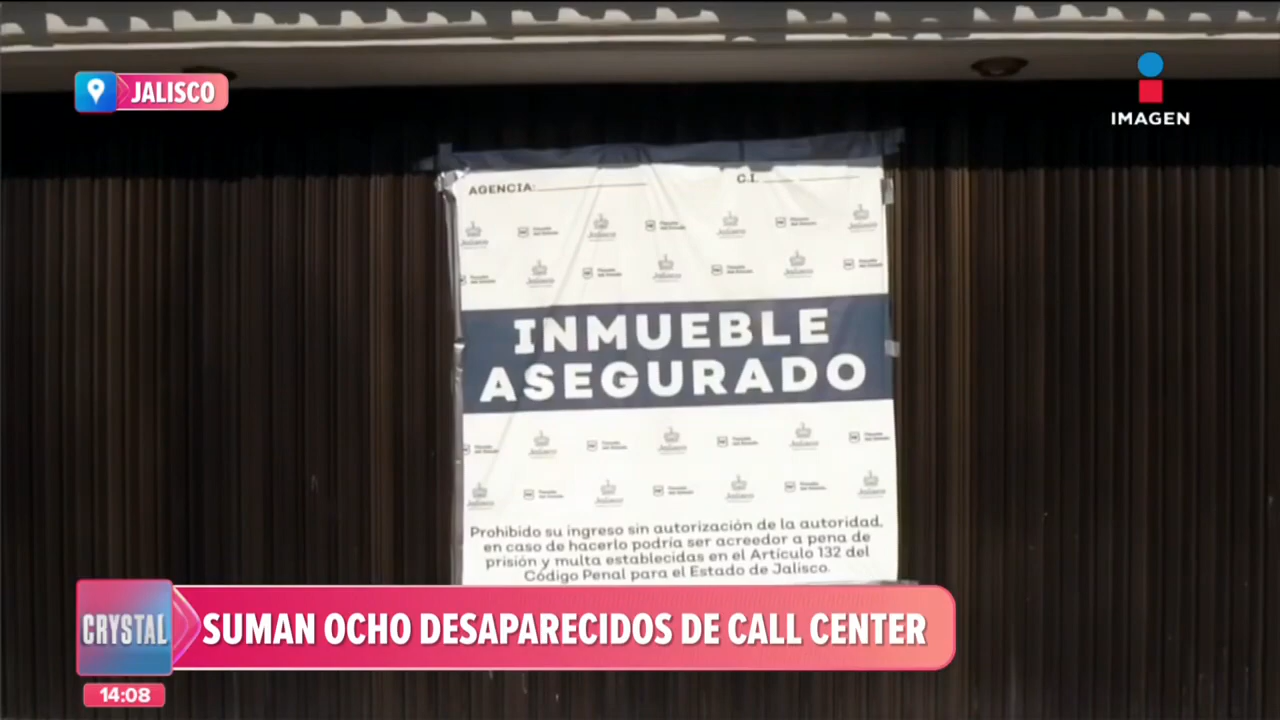 JALISCO
IMAGEN
AGENCIA:
C.I.
INMUEBLE
ASEGURADO
Jalisco
Prohibido su ingreso sin autorización de la autoridad,
en caso de hacerlo podría ser acreedor a pena de
prisión y multa establecidas en el Artículo 132 del
Código Penal para el Estado de Jalisco.
CRYSTAL
SUMAN OCHO DESAPARECIDOS DE CALL CENTER
14:08